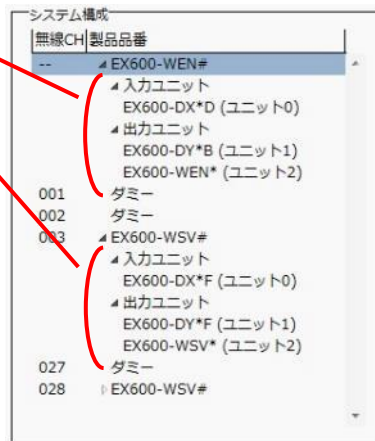 システム構成
無線CH 製品品番
-- EX600-WEN#
入力ユニット
EX600-DX*D (ユニット0)
出力ユニット
EX600-DY*B (ユニット1)
EX600-WEN* (ユニット2)
001 ダミー
002 ダミー
003 EX600-WSV#
入力ユニット
EX600-DX*F (ユニット0)
出力ユニット
EX600-DY*F (ユニット1)
EX600-WSV* (ユニット2)
027 ダミー
028 EX600-WSV#